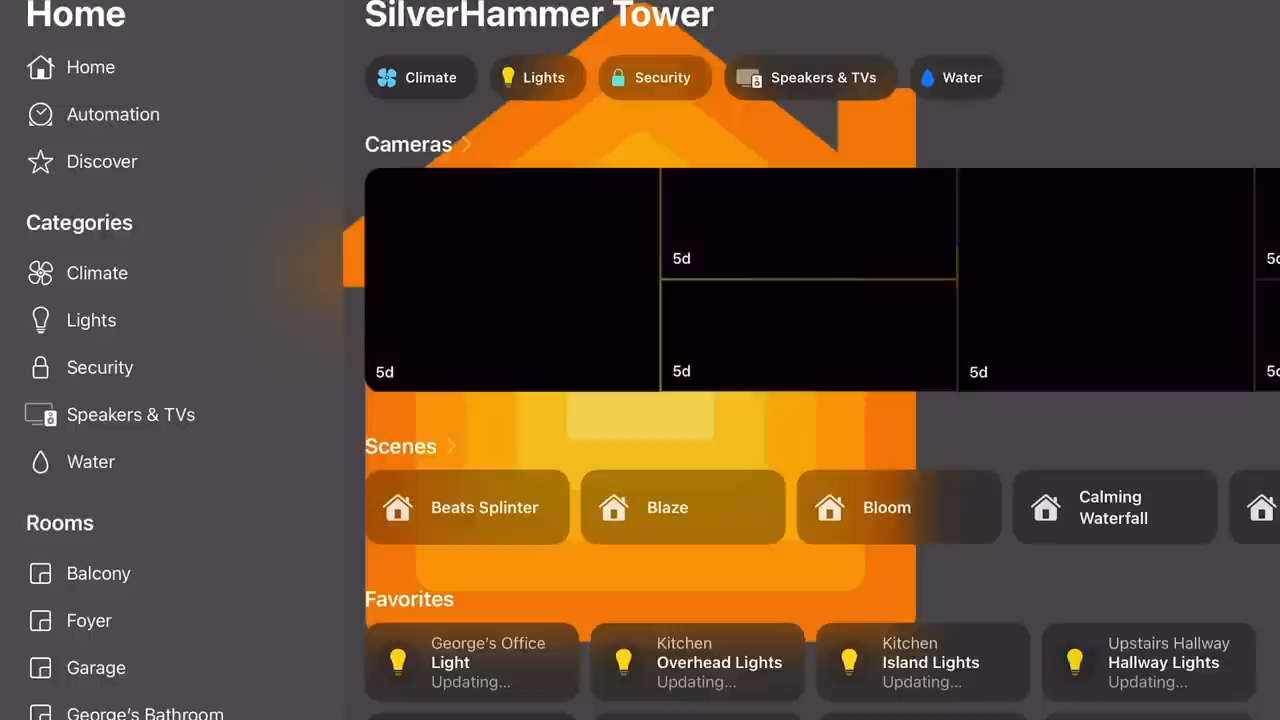 Home
Home
Automation
Discover
Categories
Climate
Lights
Security
Speakers & TVs
Water
Rooms
Balcony
Foyer
Garage
George's Bathroom
SilverHammer Tower
Climate
Lights
Security
Speakers & TVs
Water
Cameras
5d
5d
5d
5d
Scenes
Beats Splinter
Blaze
Bloom
Calming
Waterfall
Favorites
George's Office
Light
Updating...
Kitchen
Overhead Lights
Updating...
Kitchen
Island Lights
Updating...
Upstairs Hallway
Hallway Lights
Updating...